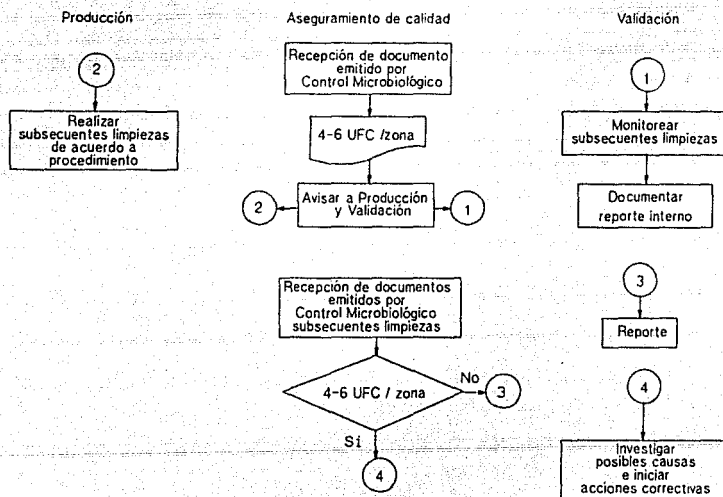 Producción
2
Realizar
subsecuentes limpiezas
de acuerdo a
procedimiento
Aseguramiento de calidad
Recepción de documento
emitido por
Control Microbiológico
4-6 UFC /zona
Avisar a Producción
y Validación
2
1
Recepción de documentos
emitidos por
Control Microbiológico
subsecuentes limpiezas
4-6 UFC / zona
No
3
Sí
4
Validación
1
Monitorear
subsecuentes limpiezas
Documentar
reporte interno
3
Reporte
4
Investigar
posibles causas
e iniciar
acciones correctivas